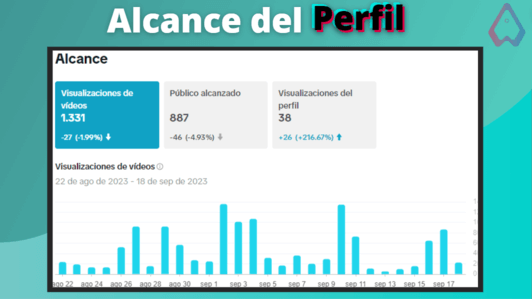 Alcance del Perfil
Alcance
Visualizaciones de vídeos
1.331
-27 (-1.99%)
Público alcanzado
887
-46 (-4.93%)
Visualizaciones del perfil
38
+26 (+216.67%)
Visualizaciones de vídeos
22 de ago de 2023 - 18 de sep de 2023
ago 22 ago 24 ago 26 ago 28 ago 30 sep 1 sep 3 sep 5 sep 7 sep 9 sep 11 sep 13 sep 15 sep 17